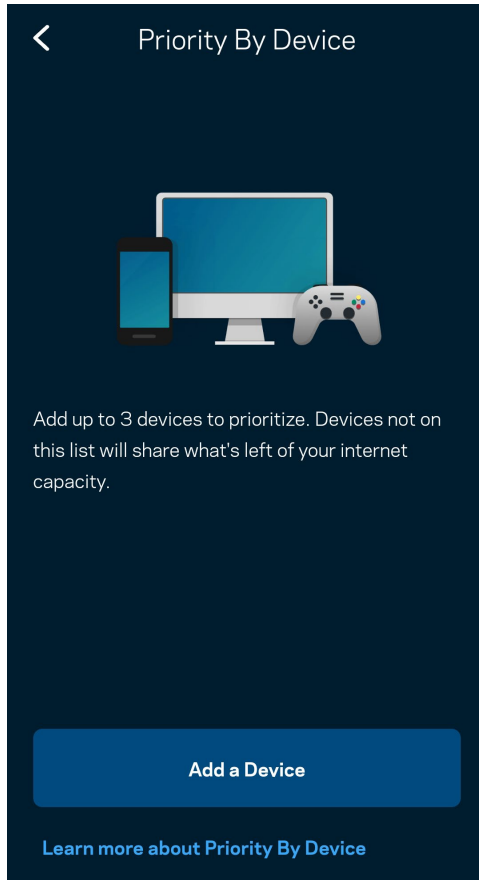 Priority By Device
Add up to 3 devices to prioritize. Devices not on
this list will share what's left of your internet
capacity.
Add a Device
Learn more about Priority By Device